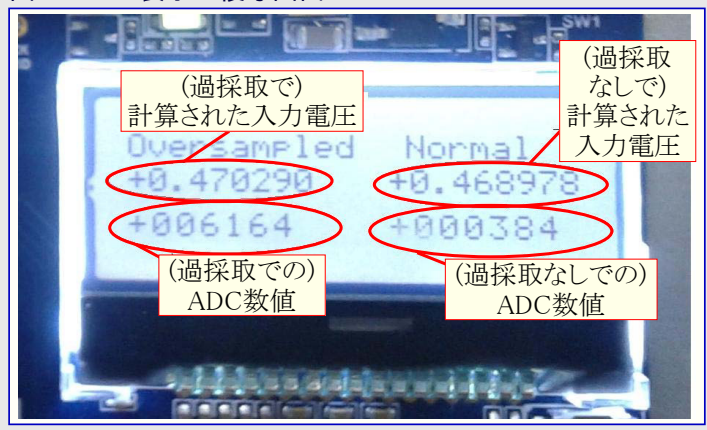 SW1
(過採取で)
計算された入力電圧
(過採取
なしで)
計算された
入力電圧
Oversampled Normal
+0.470290 +0.468978
+006164 +000384
(過採取での)
ADC数値
(過採取なしでの)
ADC数値